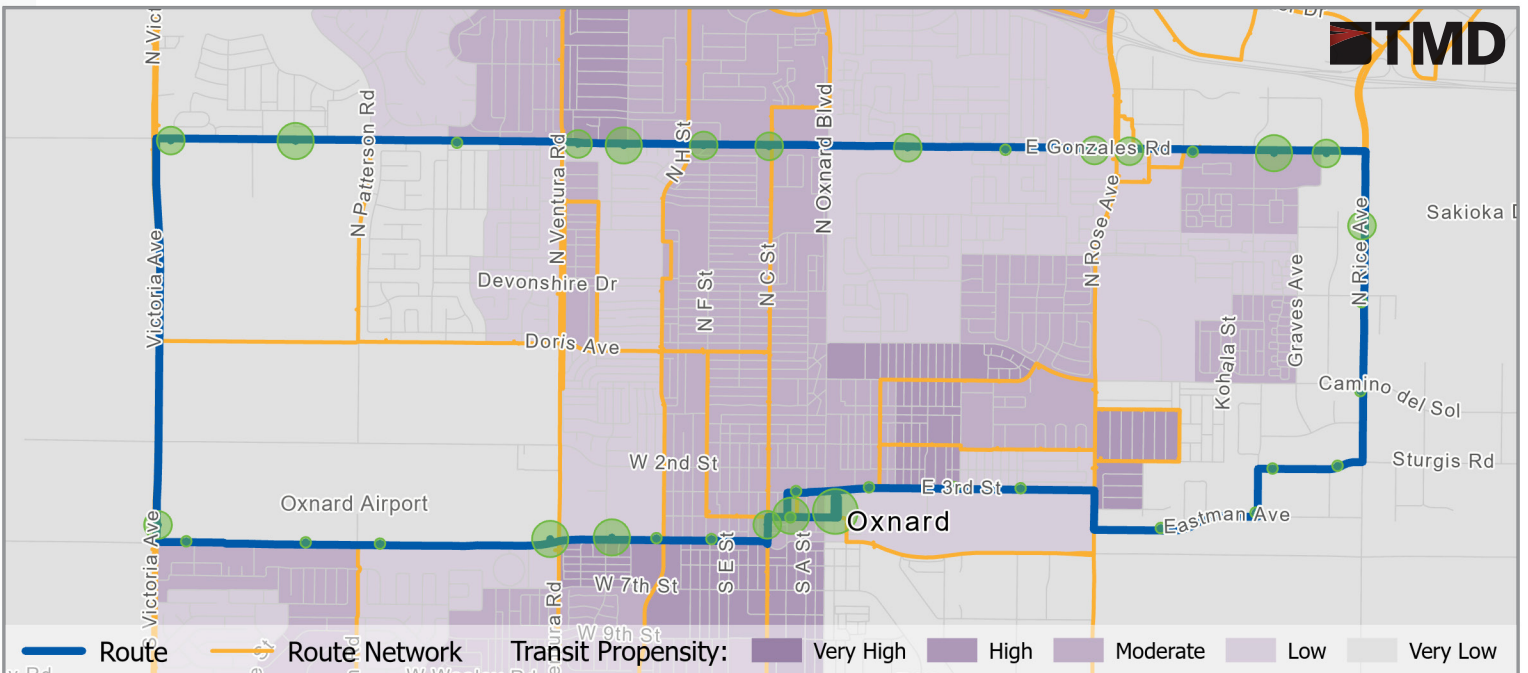 N Vict
TMD
N Patterson Rd
N H St
N Oxnard Blvd
E Gonzales Rd
N Ventura Rd
N Rose Ave
Sakioka D
Victoria Ave
N Rice Ave
Devonshire Dr
N F St
N C St
Graves Ave
Doris Ave
Kohala St
Camino del Sol
W 2nd St
Sturgis Rd
E 3rd St
Oxnard Airport
Oxnard
Eastman Ave
S Victoria Ave
S E St
S A St
W 7th St
entura Rd
W 9th St
Route
Route Network
Transit Propensity:
Very High
High
Moderate
Low
Very Low